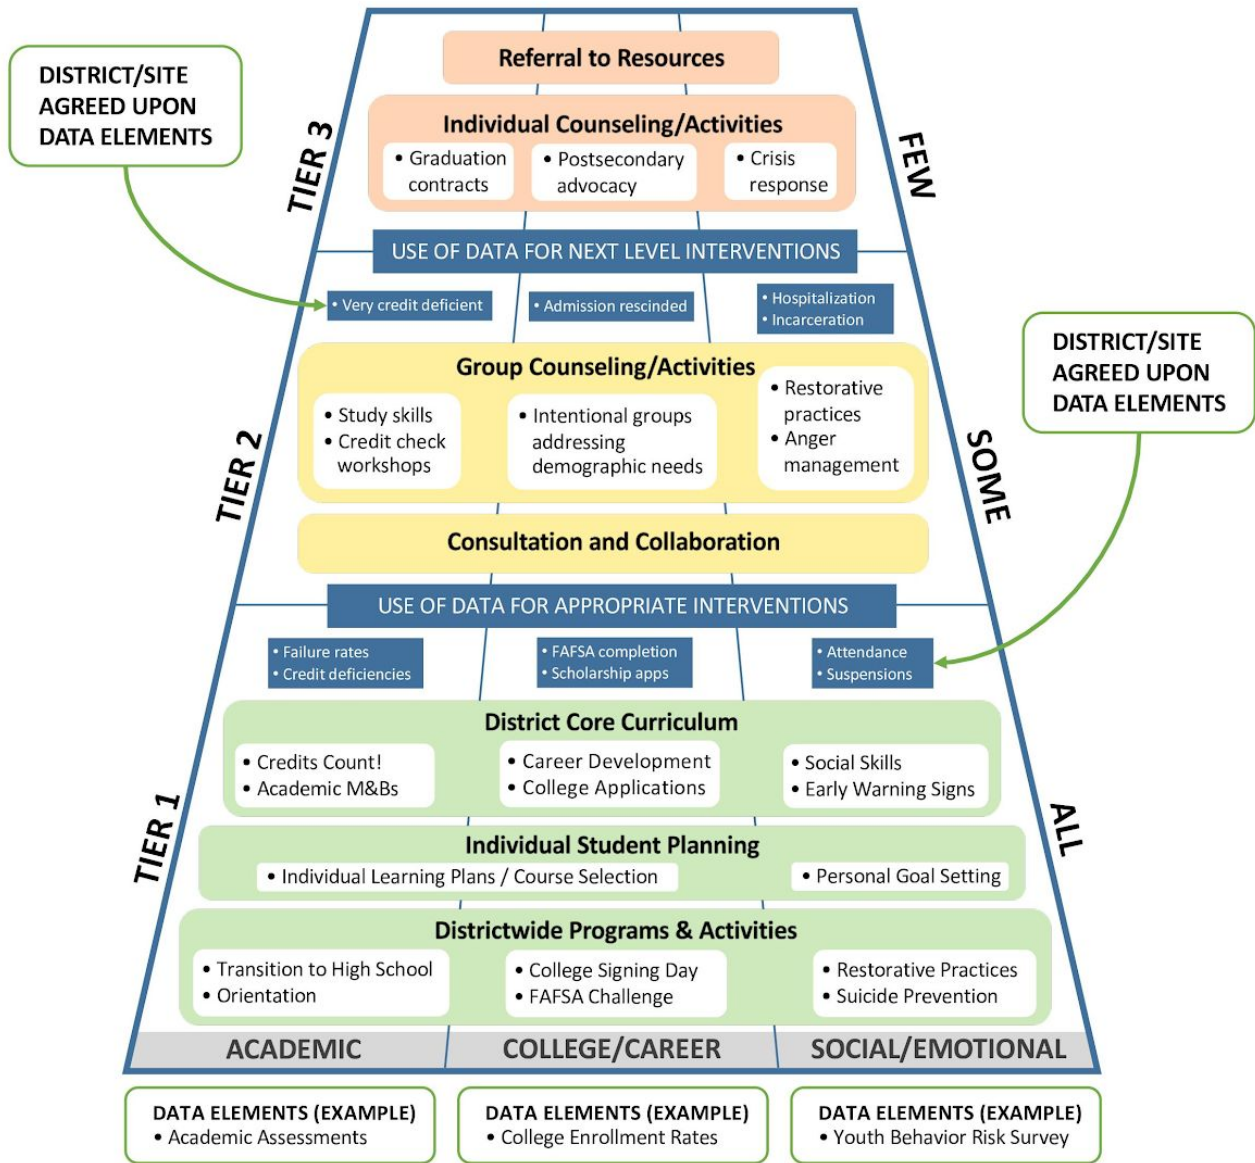 DISTRICT/SITE
AGREED UPON
DATA ELEMENTS
TIER 3
FEW
Referral to Resources
Individual Counseling/Activities
• Graduation
contracts
• Postsecondary
advocacy
• Crisis
response
USE OF DATA FOR NEXT LEVEL INTERVENTIONS
• Very credit deficient
• Admission rescinded
• Hospitalization
• Incarceration
DISTRICT/SITE
AGREED UPON
DATA ELEMENTS
TIER 2
SOME
Group Counseling/Activities
• Study skills
• Credit check
workshops
• Intentional groups
addressing
demographic needs
• Restorative
practices
• Anger
management
Consultation and Collaboration
USE OF DATA FOR APPROPRIATE INTERVENTIONS
• Failure rates
• Credit deficiencies
• FAFSA completion
• Scholarship apps
• Attendance
• Suspensions
TIER 1
ALL
District Core Curriculum
• Credits Count!
• Academic M&Bs
• Career Development
• College Applications
• Social Skills
• Early Warning Signs
Individual Student Planning
• Individual Learning Plans / Course Selection
• Personal Goal Setting
Districtwide Programs & Activities
• Transition to High School
• Orientation
• College Signing Day
• FAFSA Challenge
• Restorative Practices
• Suicide Prevention
ACADEMIC
COLLEGE/CAREER
SOCIAL/EMOTIONAL
DATA ELEMENTS (EXAMPLE)
• Academic Assessments
DATA ELEMENTS (EXAMPLE)
• College Enrollment Rates
DATA ELEMENTS (EXAMPLE)
• Youth Behavior Risk Survey